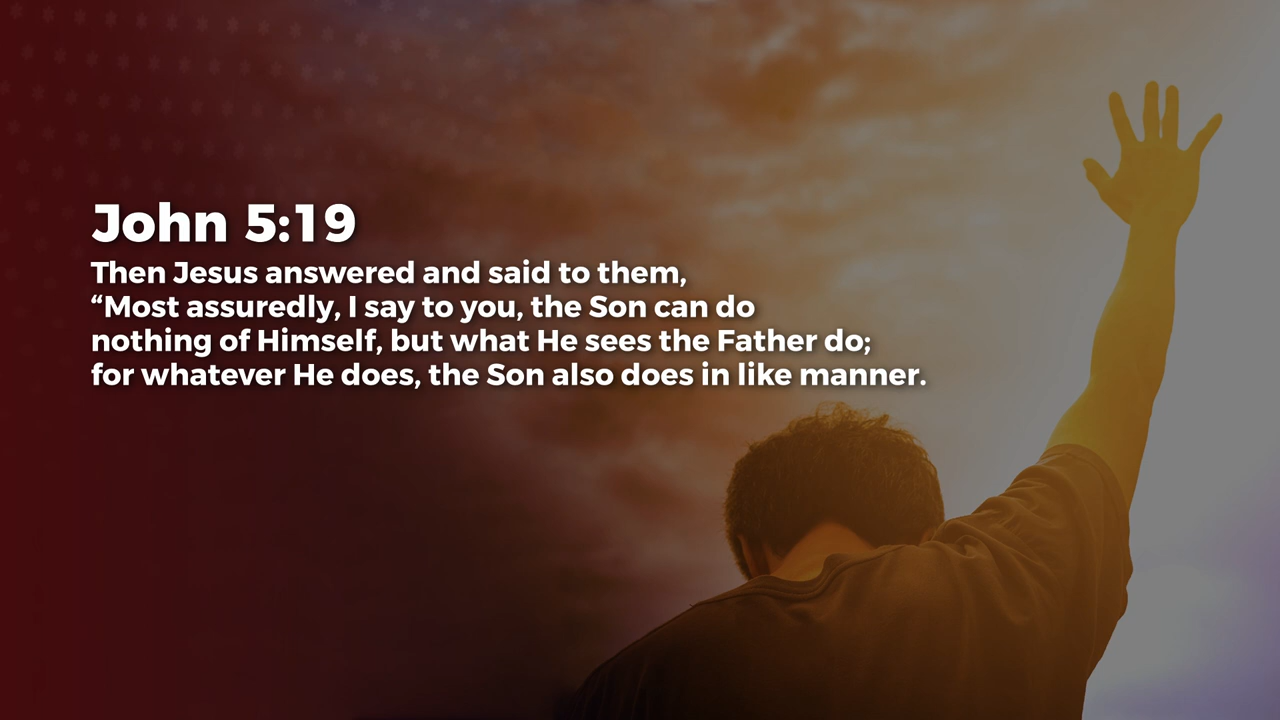 John 5:19
Then Jesus answered and said to them,
“Most assuredly, I say to you, the Son can do
nothing of Himself, but what He sees the Father do;
for whatever He does, the Son also does in like manner.